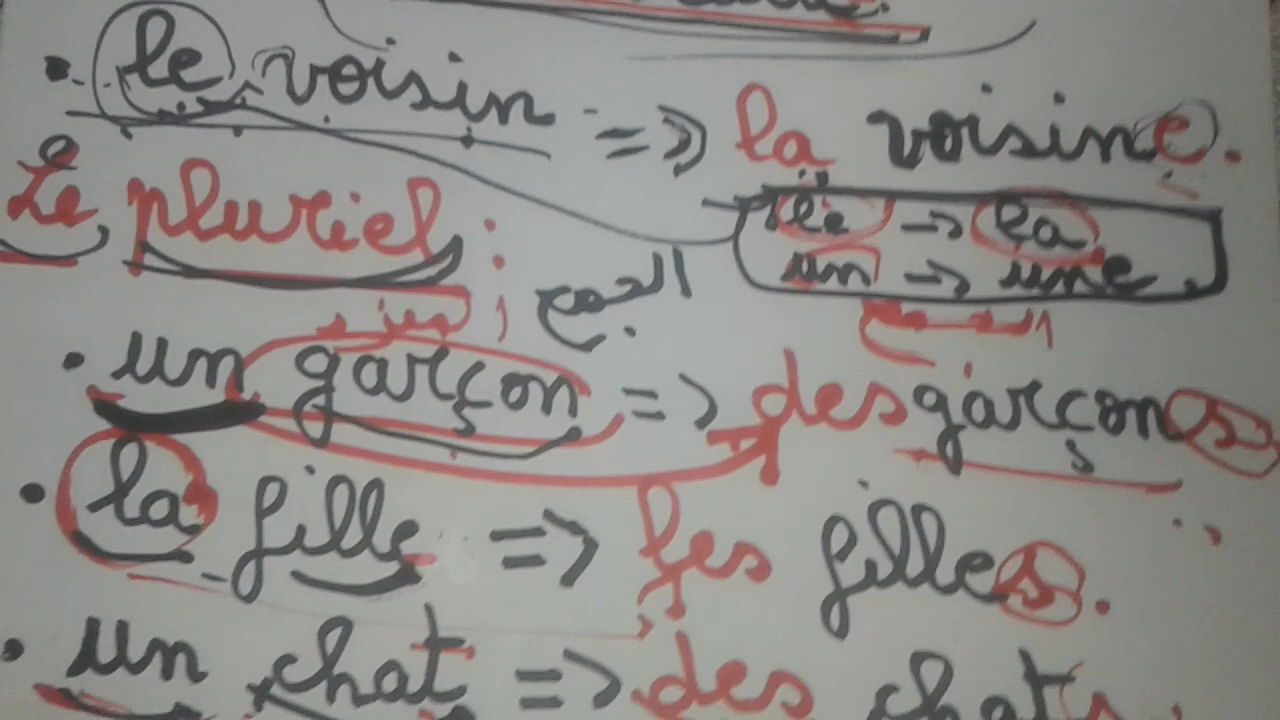 . le voisin => la voisine.
le -> la
un -> une.
Le pluriel : الجمع
. un garçon => des garçons
. la fille => les filles.
. un chat => des chats.